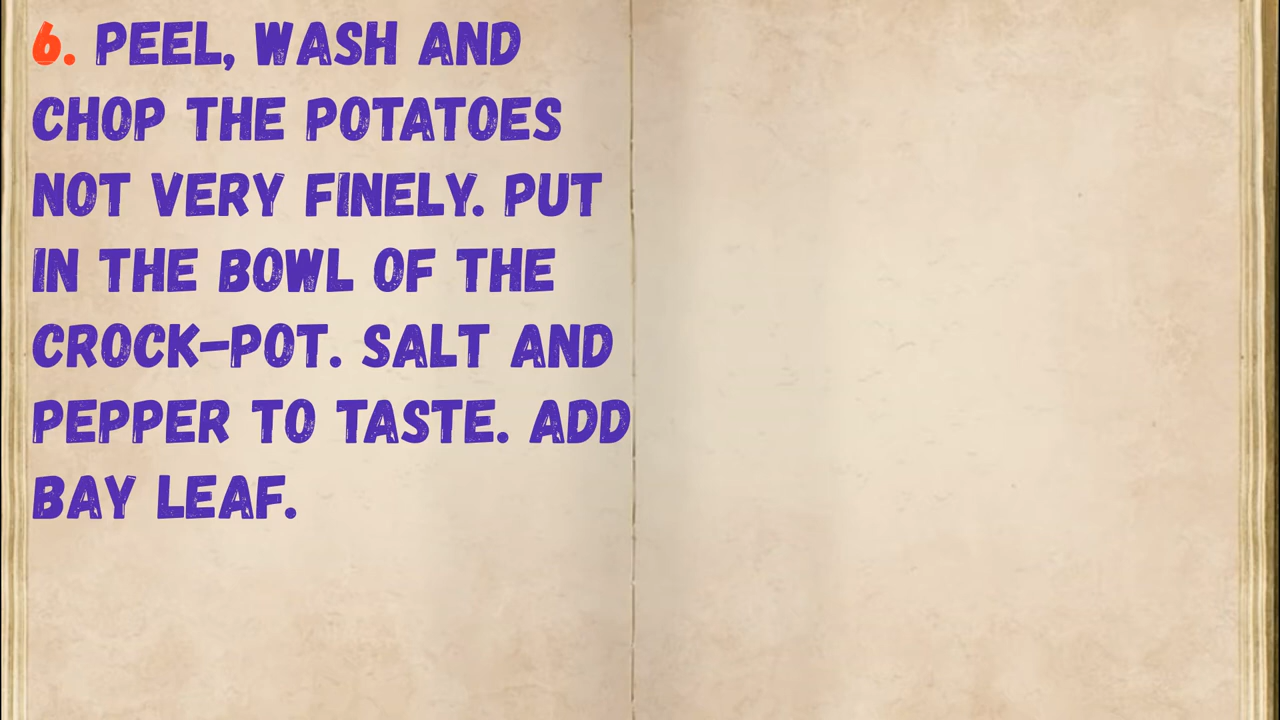 6. PEEL, WASH AND
CHOP THE POTATOES
NOT VERY FINELY. PUT
IN THE BOWL OF THE
CROCK-POT. SALT AND
PEPPER TO TASTE. ADD
BAY LEAF.